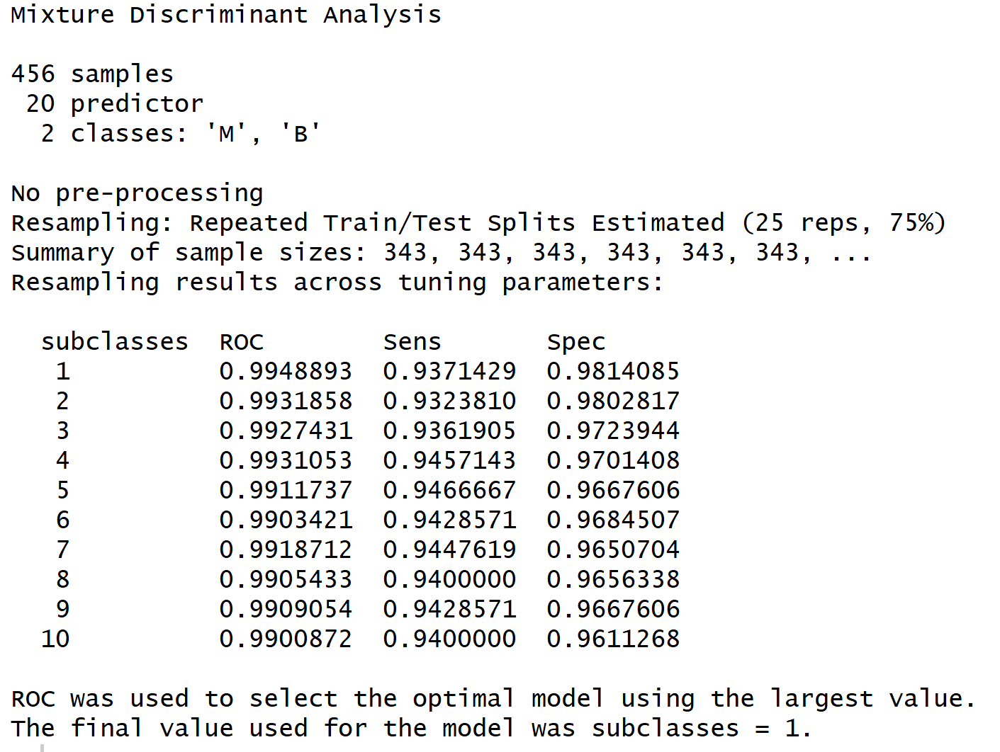 Mixture Discriminant Analysis
456 samples
20 predictor
2 classes: 'M', 'B'
No pre-processing
Resampling: Repeated Train/Test Splits Estimated (25 reps, 75%)
Summary of sample sizes: 343, 343, 343, 343, 343, 343, ...
Resampling results across tuning parameters:
subclasses  ROC        Sens       Spec
1           0.9948893  0.9371429  0.9814085
2           0.9931858  0.9323810  0.9802817
3           0.9927431  0.9361905  0.9723944
4           0.9931053  0.9457143  0.9701408
5           0.9911737  0.9466667  0.9667606
6           0.9903421  0.9428571  0.9684507
7           0.9918712  0.9447619  0.9650704
8           0.9905433  0.9400000  0.9656338
9           0.9909054  0.9428571  0.9667606
10          0.9900872  0.9400000  0.9611268
ROC was used to select the optimal model using the largest value.
The final value used for the model was subclasses = 1.